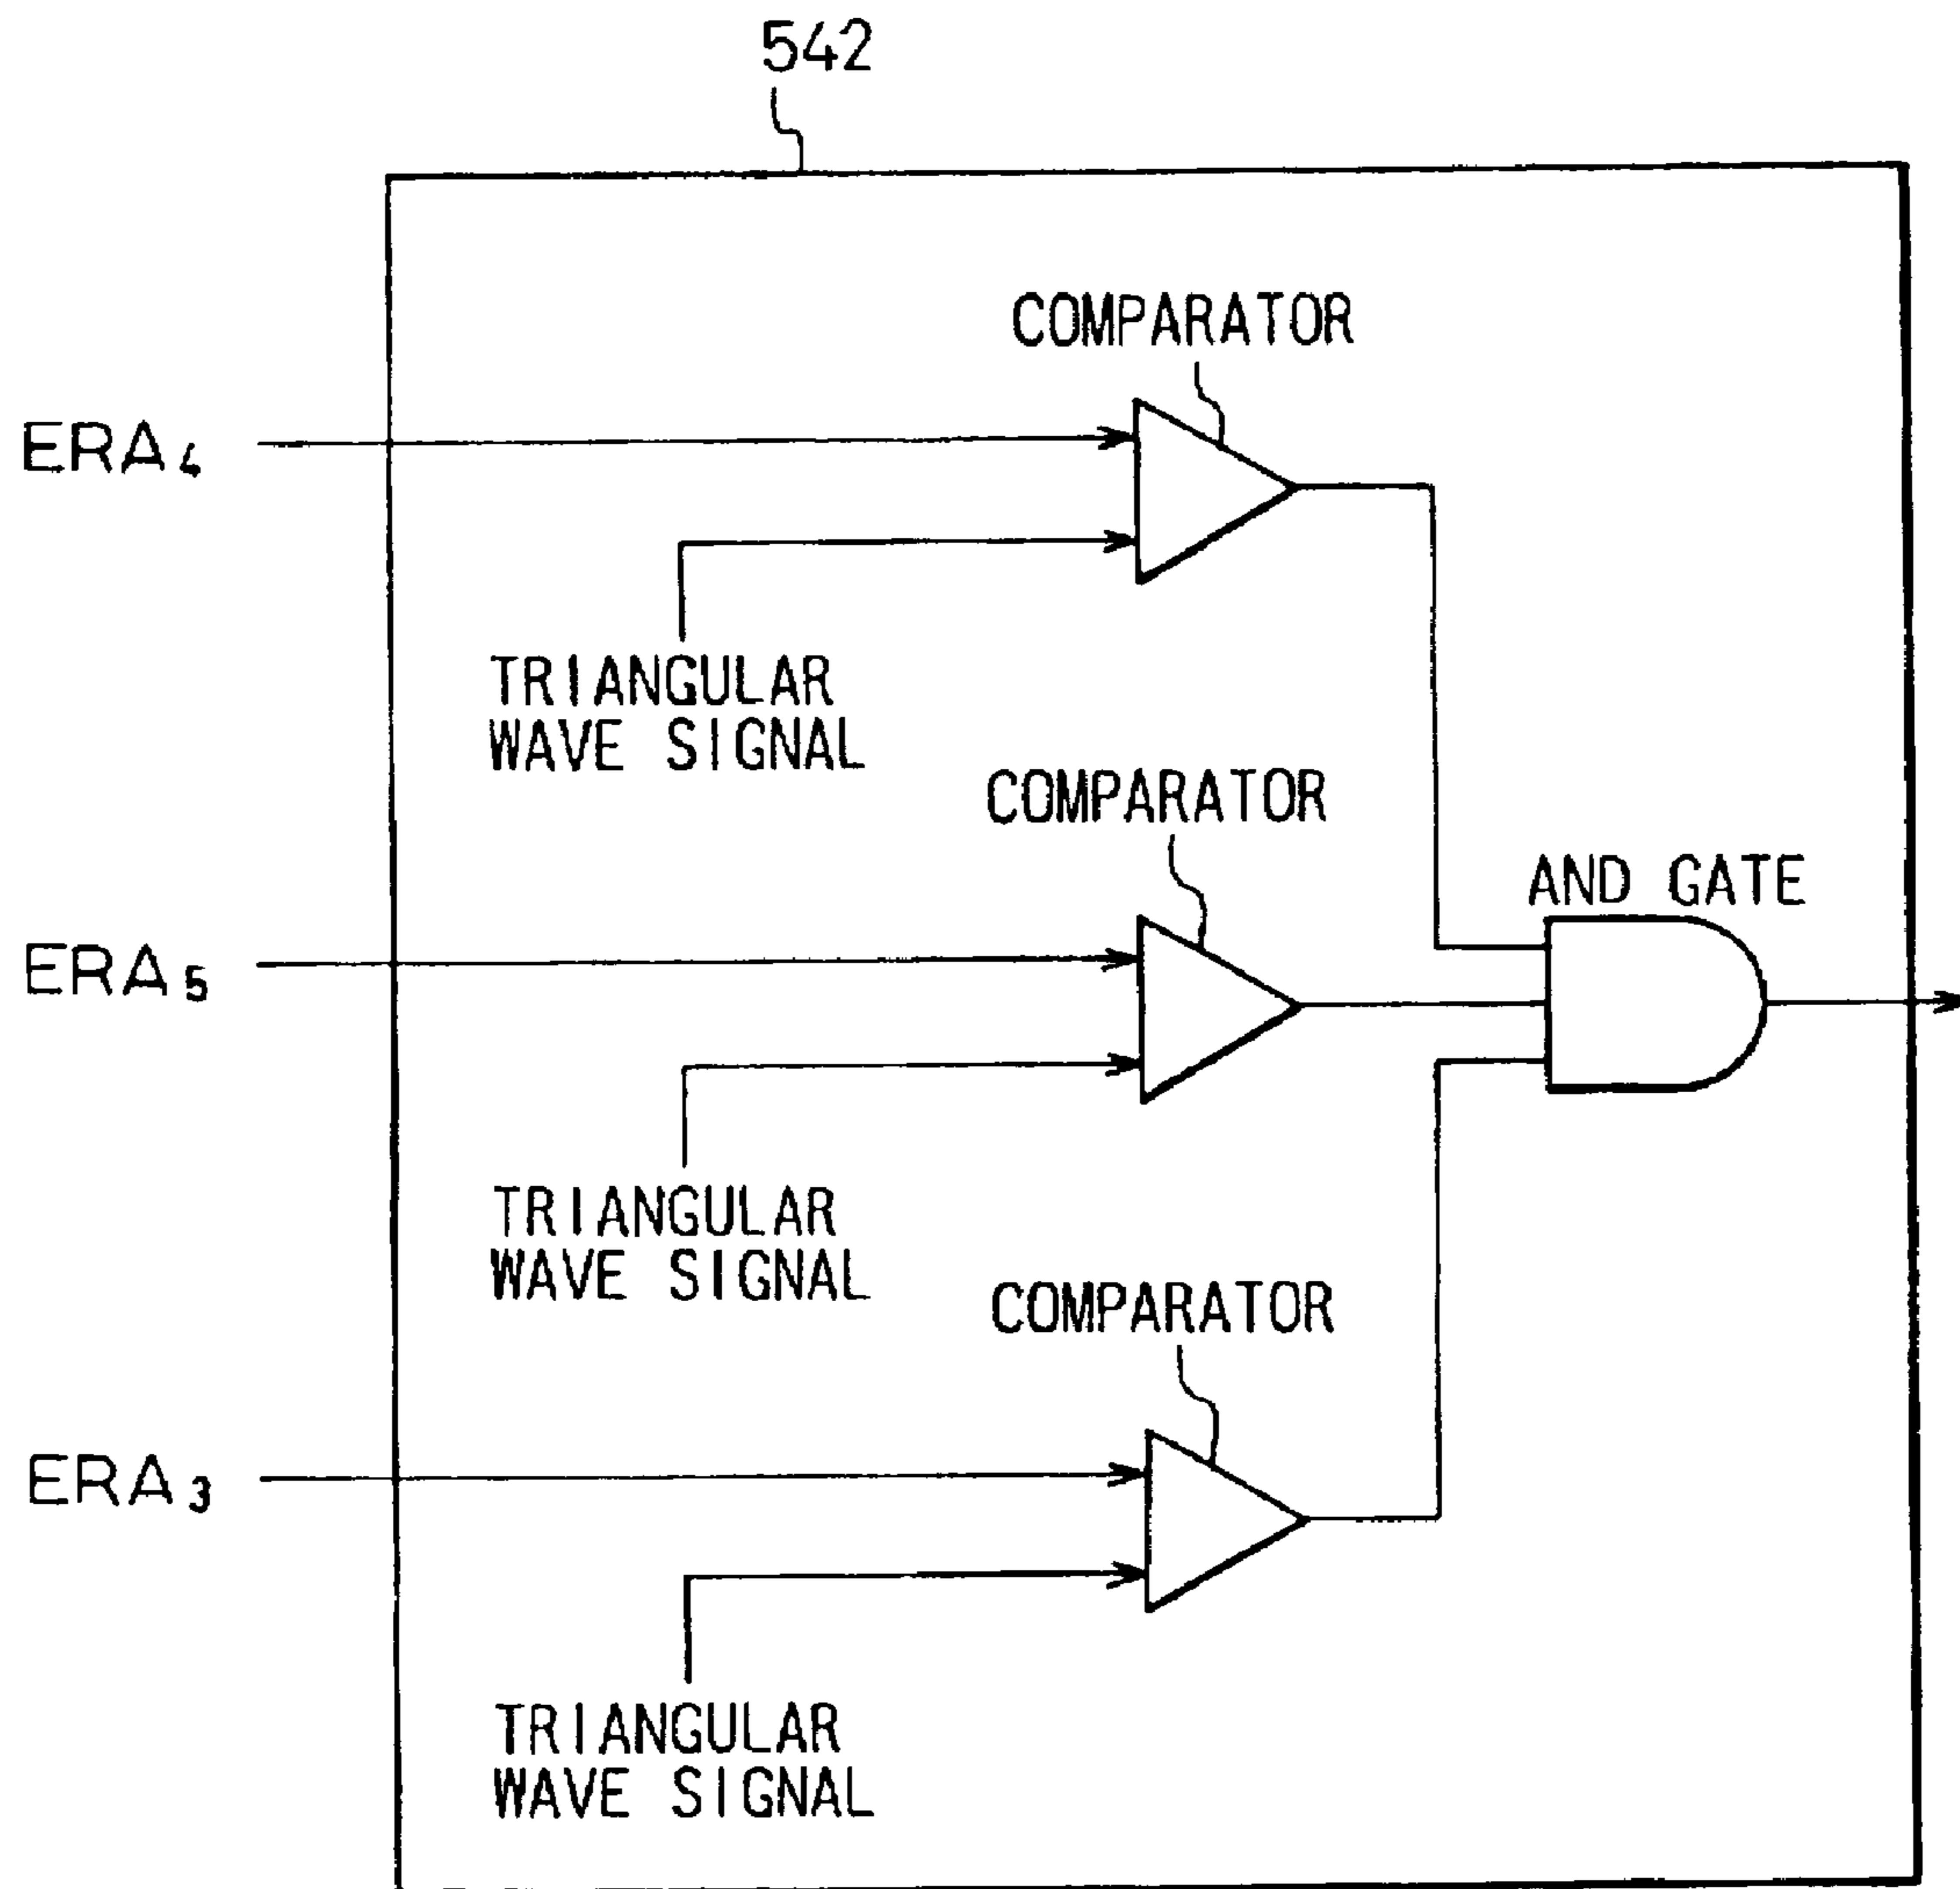 542
COMPARATOR
ERA₄
TRIANGULAR
WAVE SIGNAL
COMPARATOR
AND GATE
ERA₅
TRIANGULAR
WAVE SIGNAL
COMPARATOR
ERA₃
TRIANGULAR
WAVE SIGNAL